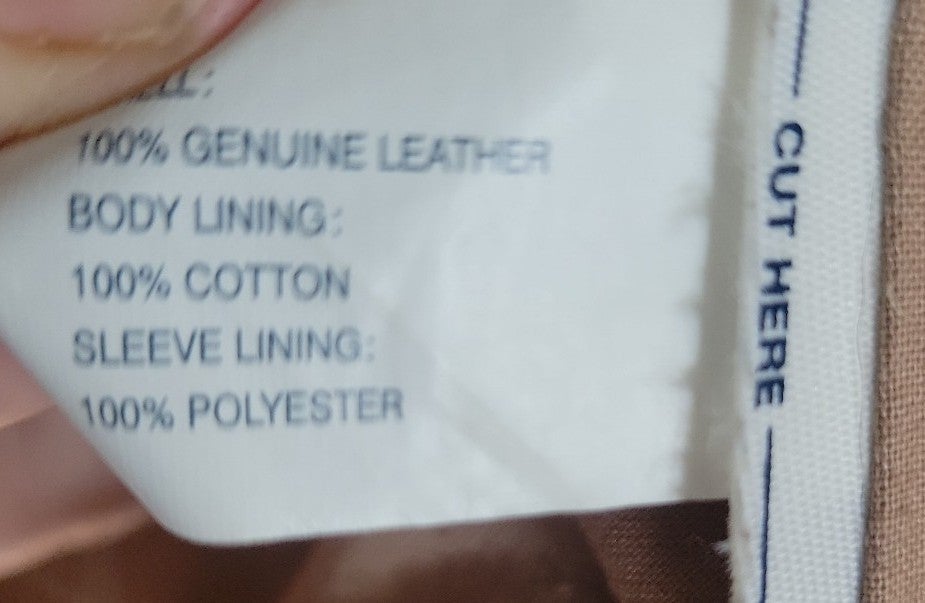 100% GENUINE LEATHER
BODY LINING:
100% COTTON
SLEEVE LINING:
100% POLYESTER
CUT HERE